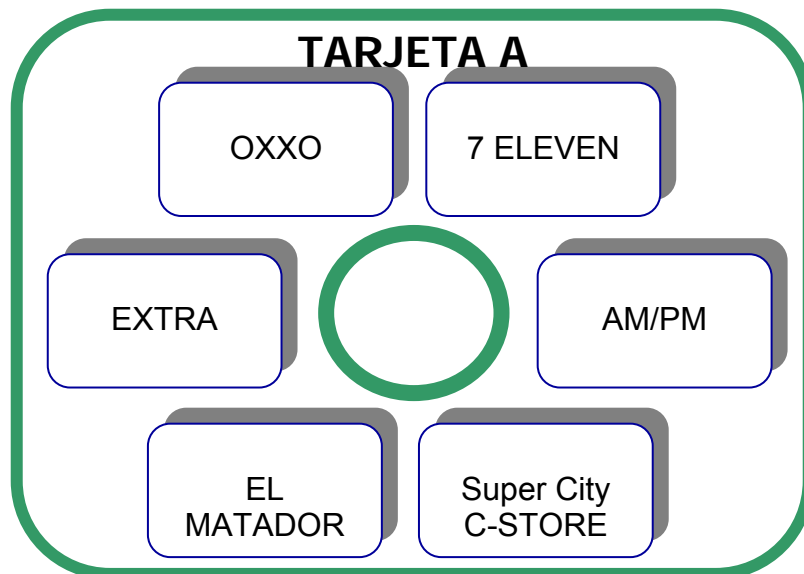 TARJETA A
OXXO
7 ELEVEN
EXTRA
AM/PM
EL
MATADOR
Super City
C-STORE